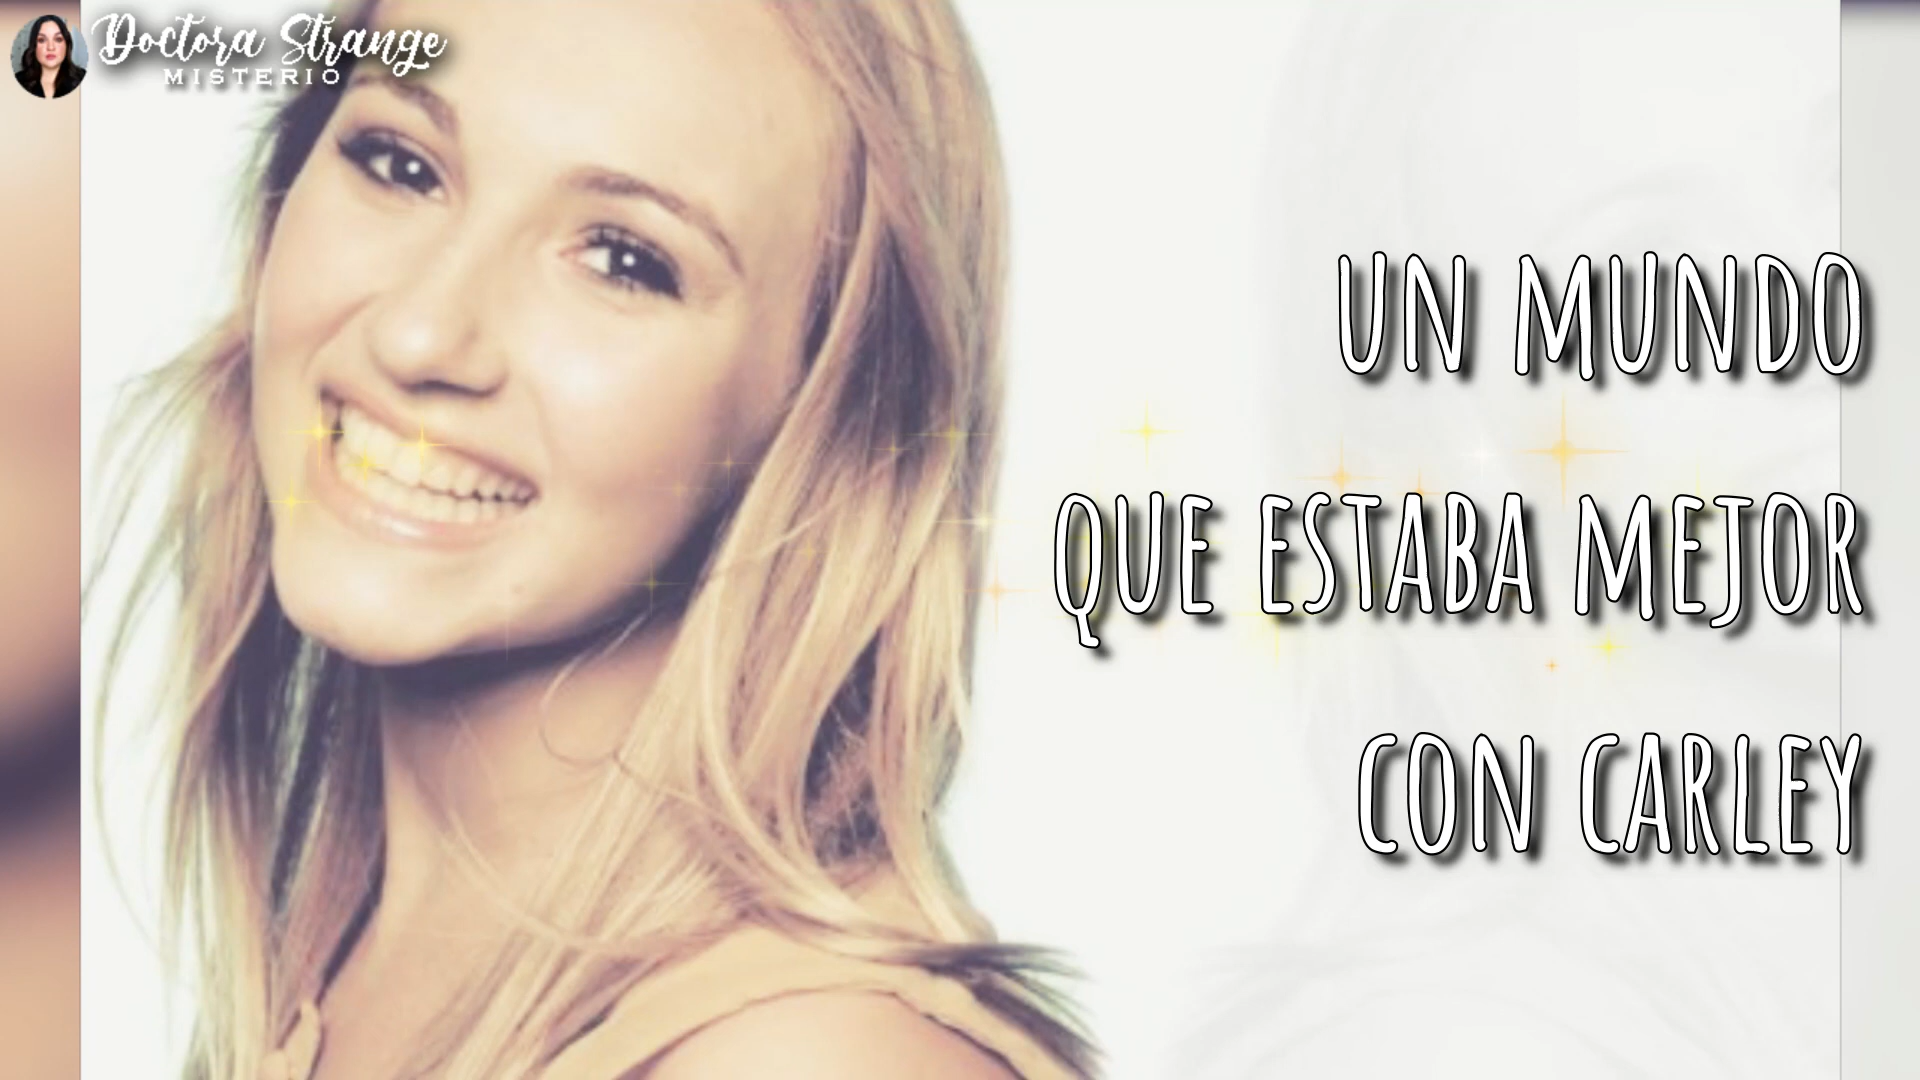 Doctora Strange
MISTERIO
UN MUNDO
QUE ESTABA MEJOR
CON CARLEY